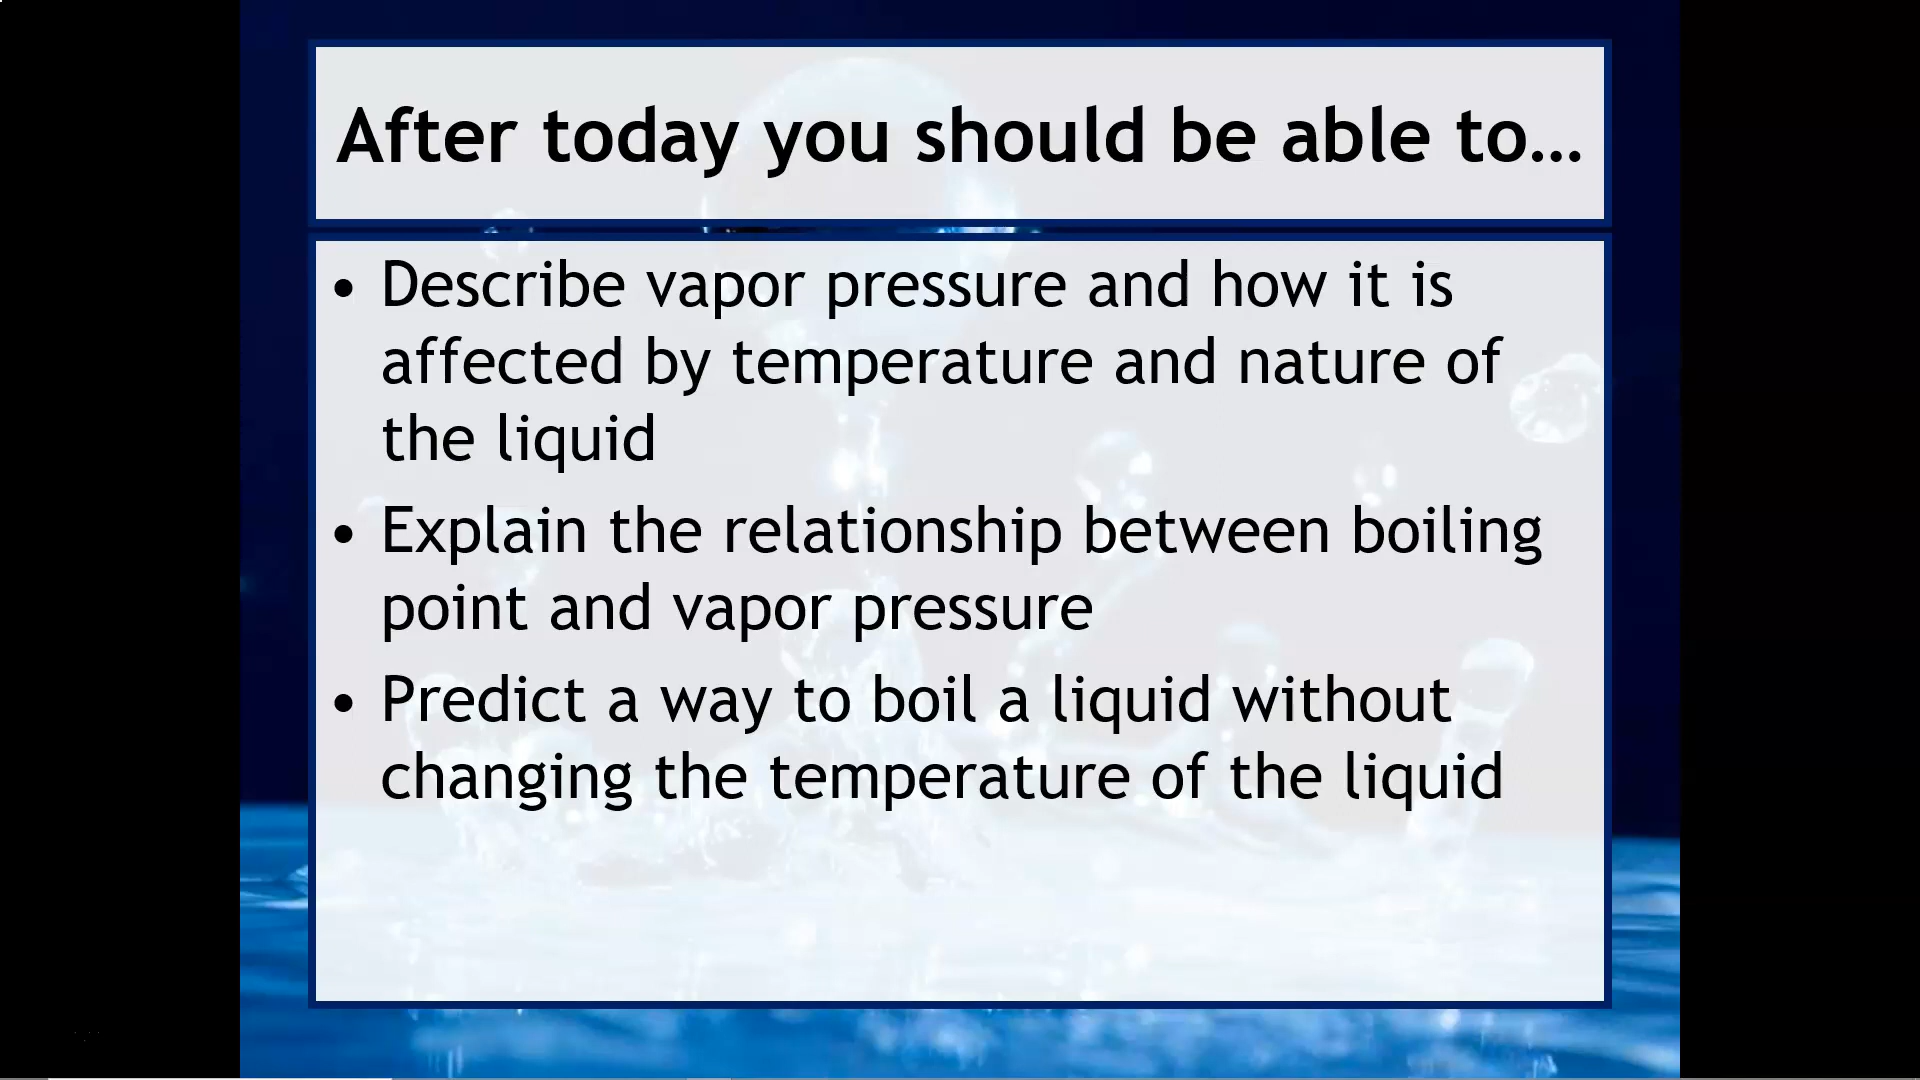 After today you should be able to…
• Describe vapor pressure and how it is
affected by temperature and nature of
the liquid
• Explain the relationship between boiling
point and vapor pressure
• Predict a way to boil a liquid without
changing the temperature of the liquid